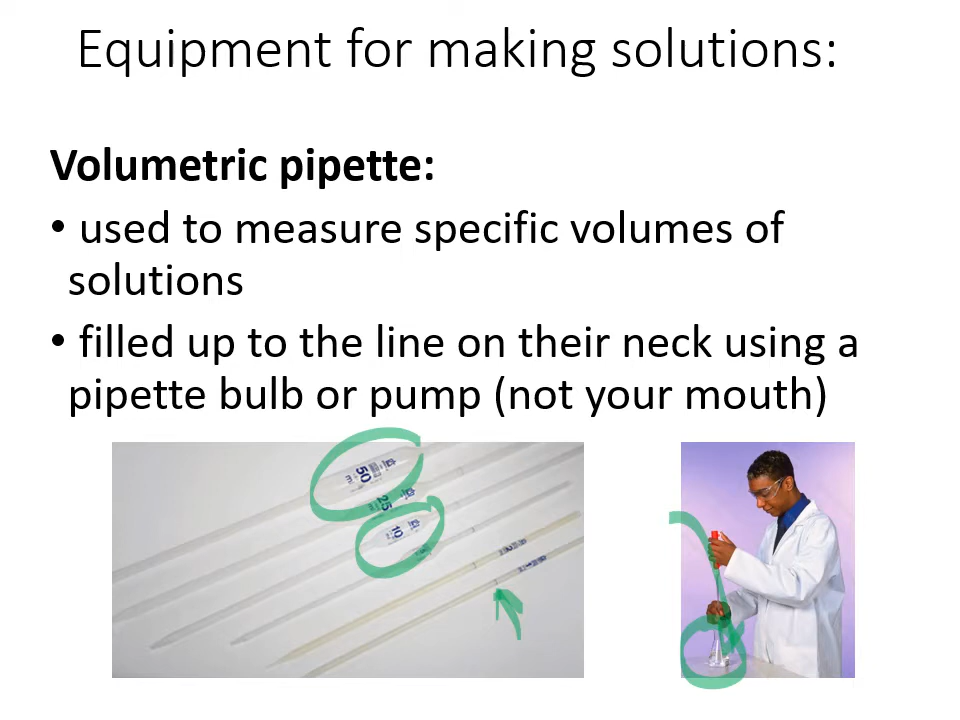 Equipment for making solutions:
Volumetric pipette:
• used to measure specific volumes of
solutions
• filled up to the line on their neck using a
pipette bulb or pump (not your mouth)
50
25
10